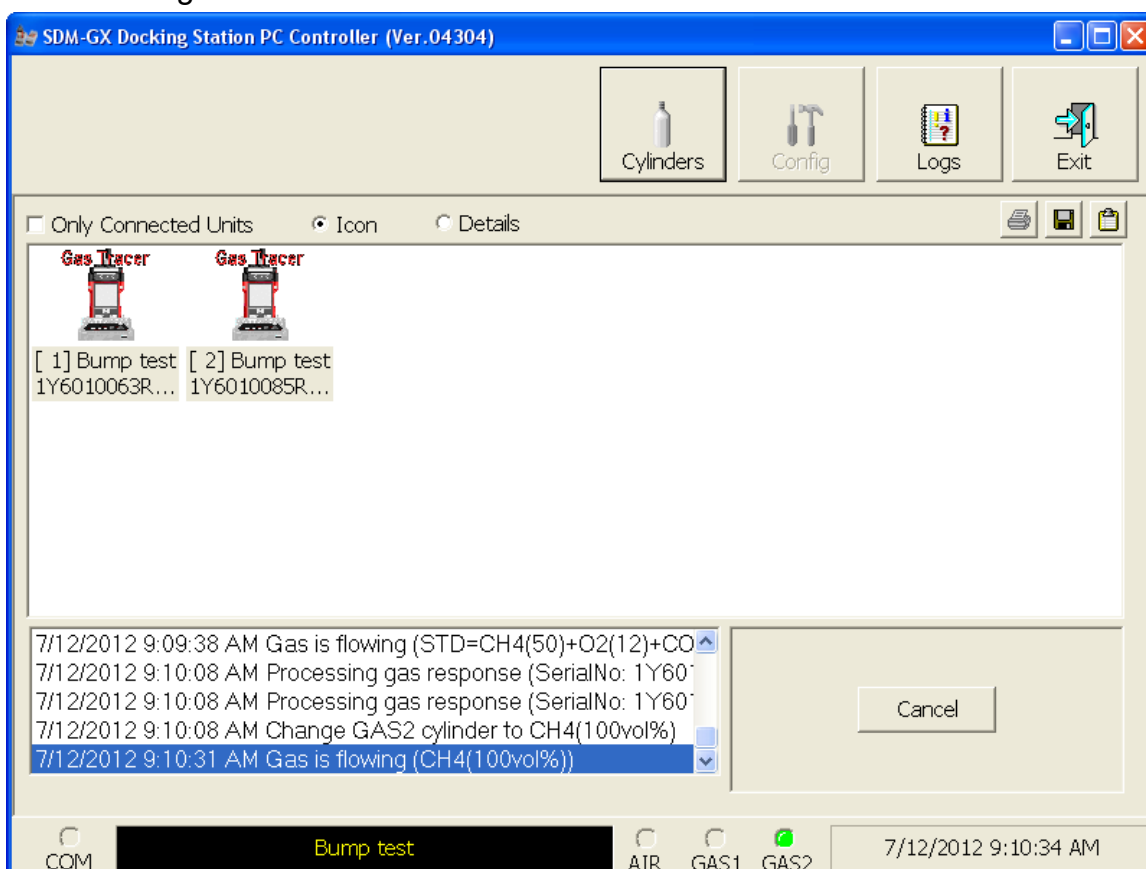 SDM-GX Docking Station PC Controller (Ver.04304)
Cylinders
Config
Logs
Exit
Only Connected Units
Icon
Details
Gas Tracer
Gas Tracer
[ 1] Bump test
1Y6010063R...
[ 2] Bump test
1Y6010085R...
7/12/2012 9:09:38 AM Gas is flowing (STD=CH4(50)+O2(12)+CO
7/12/2012 9:10:08 AM Processing gas response (SerialNo: 1Y60
7/12/2012 9:10:08 AM Processing gas response (SerialNo: 1Y60
7/12/2012 9:10:08 AM Change GAS2 cylinder to CH4(100vol%)
7/12/2012 9:10:31 AM Gas is flowing (CH4(100vol%))
Cancel
COM
Bump test
AIR
GAS1
GAS2
7/12/2012 9:10:34 AM